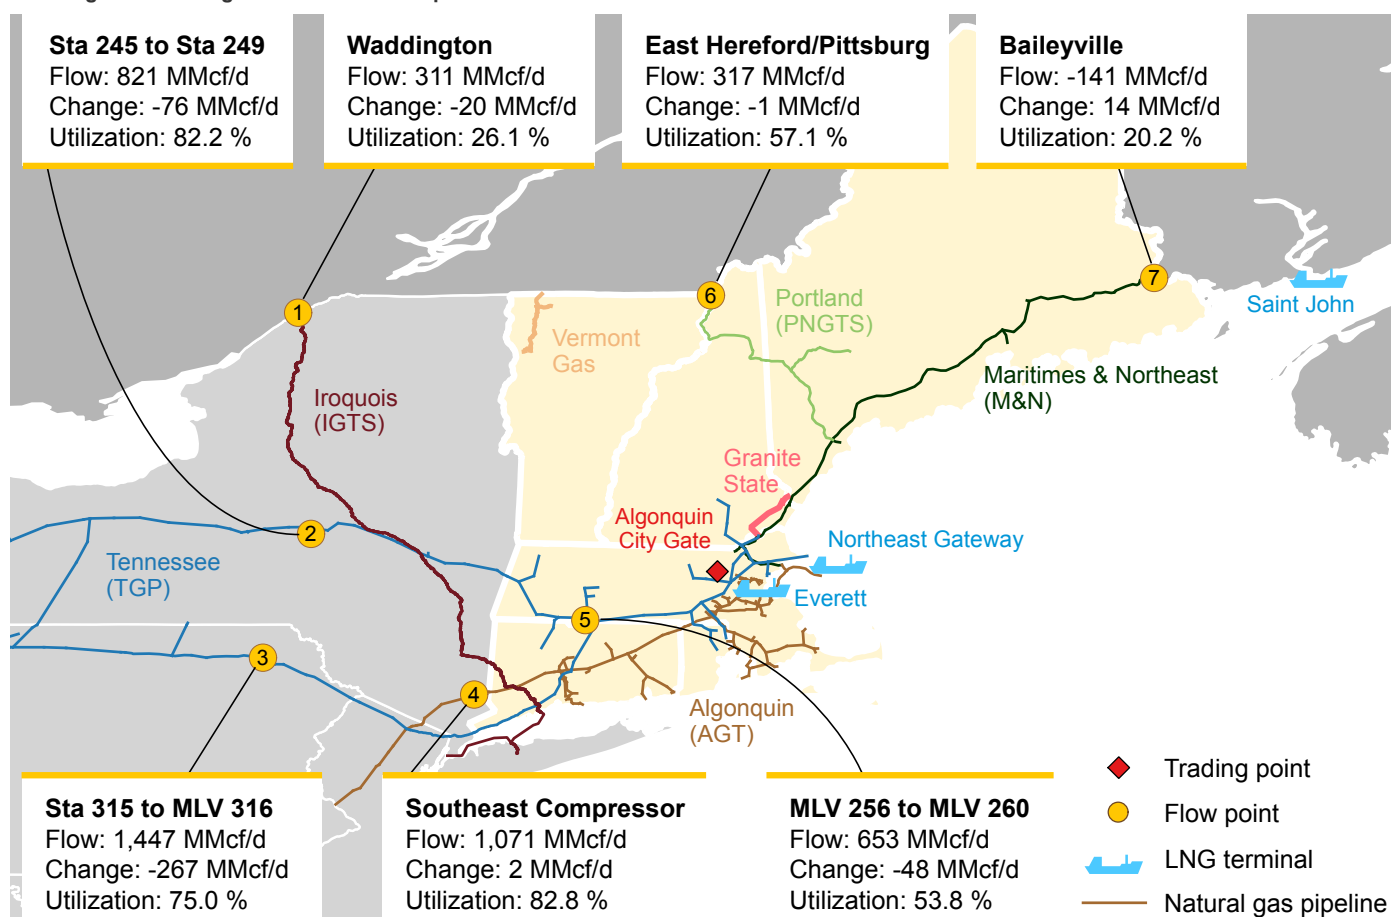 Sta 245 to Sta 249
Flow: 821 MMcf/d
Change: -76 MMcf/d
Utilization: 82.2 %
Waddington
Flow: 311 MMcf/d
Change: -20 MMcf/d
Utilization: 26.1 %
East Hereford/Pittsburg
Flow: 317 MMcf/d
Change: -1 MMcf/d
Utilization: 57.1 %
Baileyville
Flow: -141 MMcf/d
Change: 14 MMcf/d
Utilization: 20.2 %
1
6
7
Portland
(PNGTS)
Saint John
Vermont
Gas
Maritimes & Northeast
(M&N)
Iroquois
(IGTS)
Granite
State
Algonquin
City Gate
2
Northeast Gateway
Tennessee
(TGP)
Everett
5
3
4
Algonquin
(AGT)
Sta 315 to MLV 316
Flow: 1,447 MMcf/d
Change: -267 MMcf/d
Utilization: 75.0 %
Southeast Compressor
Flow: 1,071 MMcf/d
Change: 2 MMcf/d
Utilization: 82.8 %
MLV 256 to MLV 260
Flow: 653 MMcf/d
Change: -48 MMcf/d
Utilization: 53.8 %
Trading point
Flow point
LNG terminal
Natural gas pipeline